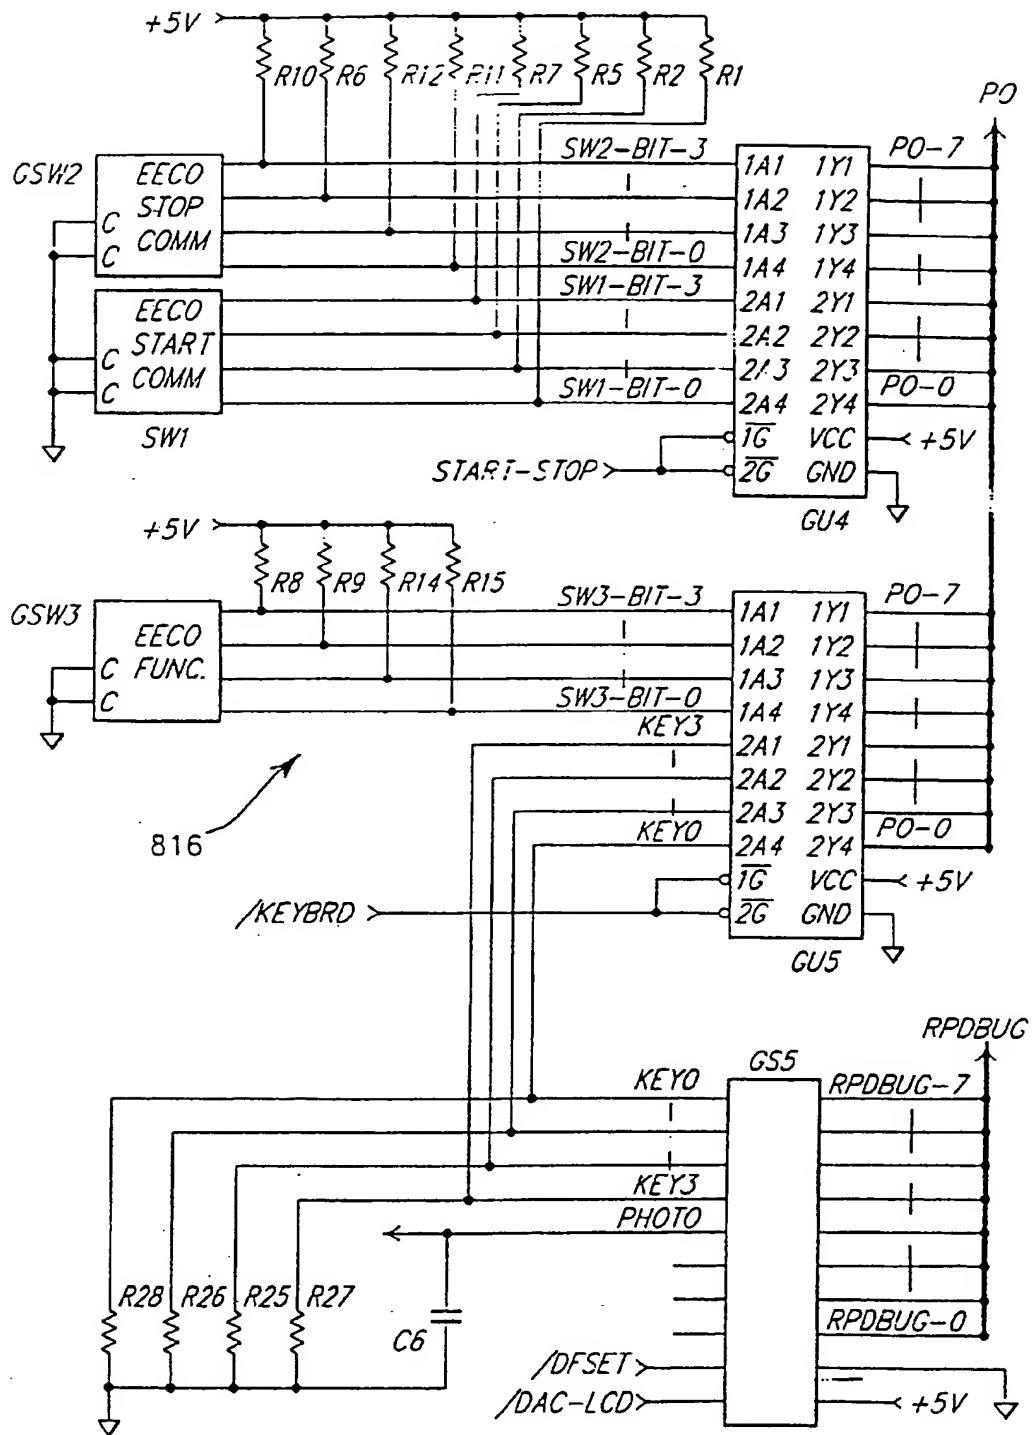 +5V
R10 R6 R12 R11 R7 R5 R2 R1
PO
GSW2
EECO
STOP
COMM
C
C
SW2-BIT-3
SW2-BIT-0
SW1-BIT-3
SW1-BIT-0
EECO
START
COMM
C
C
SW1
1A1 1Y1
1A2 1Y2
1A3 1Y3
1A4 1Y4
2A1 2Y1
2A2 2Y2
2A3 2Y3
2A4 2Y4
1G VCC
2G GND
PO-7
PO-0
+5V
START-STOP
GU4
+5V
R8 R9 R14 R15
GSW3
EECO
FUNC.
C
C
SW3-BIT-3
SW3-BIT-0
KEY3
KEY0
1A1 1Y1
1A2 1Y2
1A3 1Y3
1A4 1Y4
2A1 2Y1
2A2 2Y2
2A3 2Y3
2A4 2Y4
1G VCC
2G GND
PO-7
PO-0
+5V
816
/KEYBRD
GU5
RPDBUG
GS5
KEY0
RPDBUG-7
KEY3
PHOTO
R28 R26 R25 R27
C6
RPDBUG-0
/DFSET
/DAC-LCD
+5V